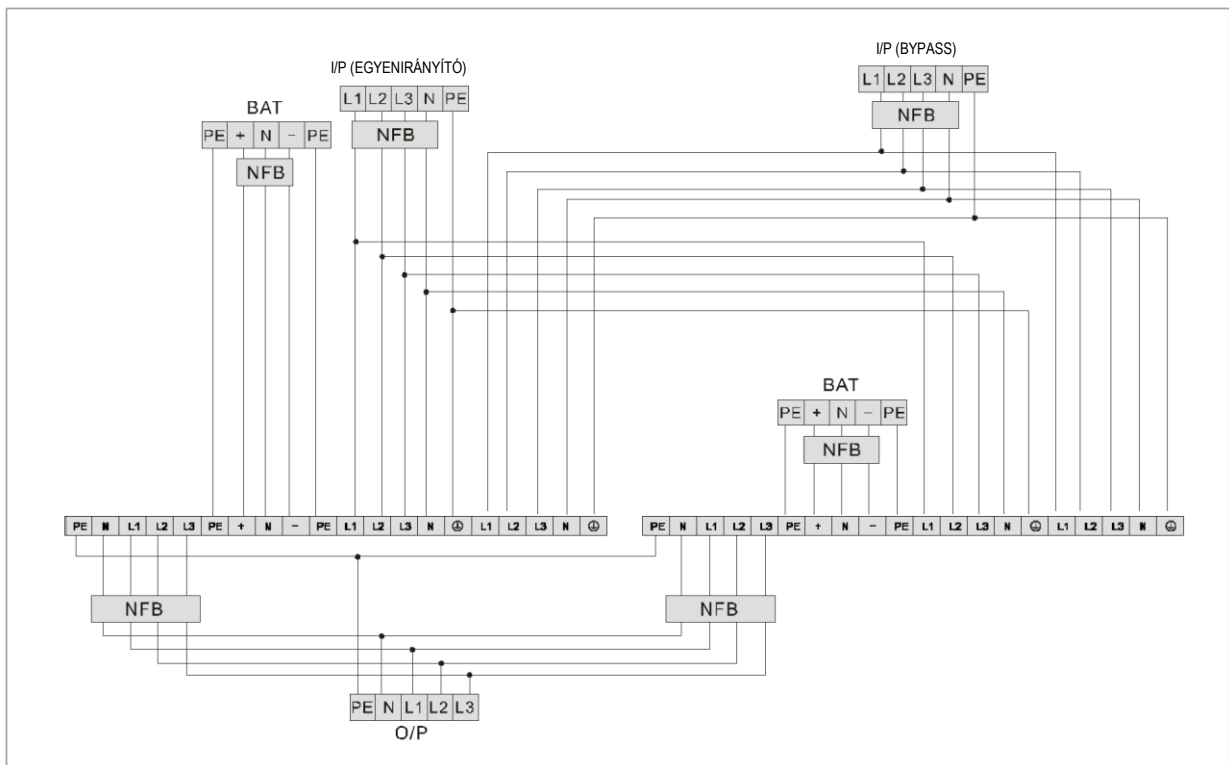 I/P (BYPASS)
I/P (EGYENIRÁNYÍTÓ)
L1 L2 L3 N PE
L1 L2 L3 N PE
BAT
NFB
NFB
PE + N - PE
NFB
BAT
PE + N - PE
NFB
PE N L1 L2 L3 PE + N - PE L1 L2 L3 N ⏚ L1 L2 L3 N ⏚
PE N L1 L2 L3 PE + N - PE L1 L2 L3 N ⏚ L1 L2 L3 N ⏚
NFB
NFB
PE N L1 L2 L3
O/P